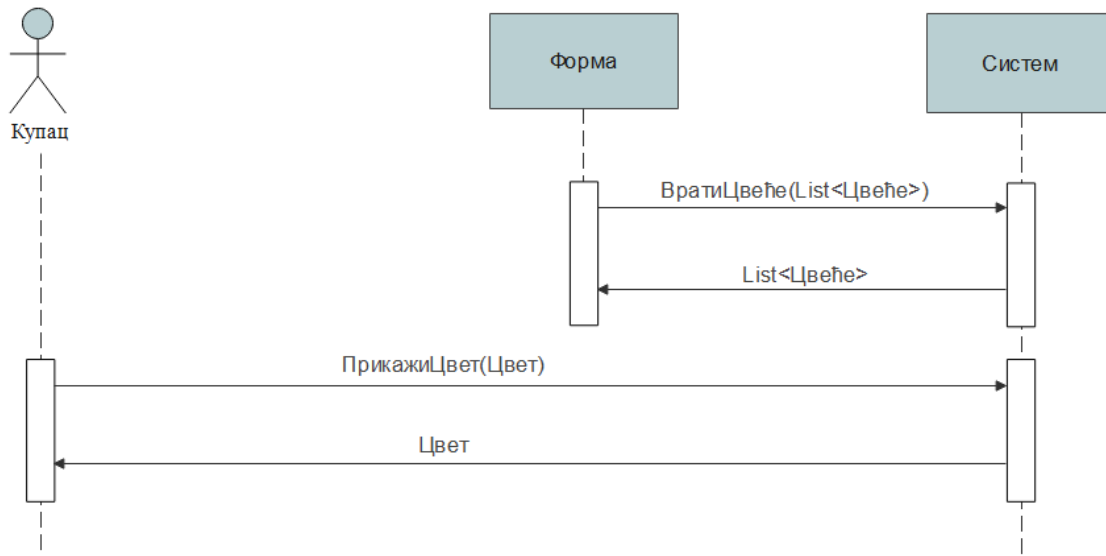 Форма
Систем
Купац
ВратиЦвеће(List<Цвеће>)
List<Цвеће>
ПрикажиЦвет(Цвет)
Цвет